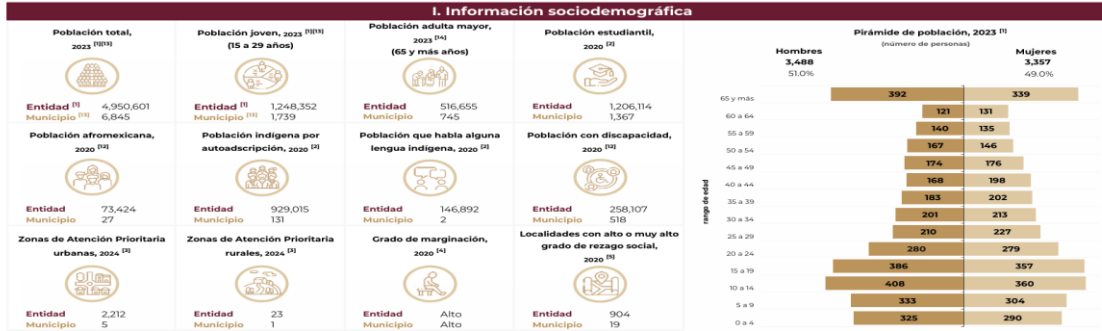 I. Información sociodemográfica
Población total,
2023 [1][13]
Entidad [1] 4,950,601
Municipio [13] 6,845
Población joven, 2023 [1][13]
(15 a 29 años)
Entidad [1] 1,248,352
Municipio [13] 1,739
Población adulta mayor,
2023 [14]
(65 y más años)
Entidad 516,655
Municipio 745
Población estudiantil,
2020 [2]
Entidad 1,206,114
Municipio 1,367
Población afromexicana,
2020 [12]
Entidad 73,424
Municipio 27
Población indígena por
autoadscripción, 2020 [2]
Entidad 929,015
Municipio 131
Población que habla alguna
lengua indígena, 2020 [2]
Entidad 146,892
Municipio 2
Población con discapacidad,
2020 [12]
Entidad 258,107
Municipio 518
Zonas de Atención Prioritaria
urbanas, 2024 [3]
Entidad 2,212
Municipio 5
Zonas de Atención Prioritaria
rurales, 2024 [3]
Entidad 23
Municipio 1
Grado de marginación,
2020 [4]
Entidad Alto
Municipio Alto
Localidades con alto o muy alto
grado de rezago social,
2020 [5]
Entidad 904
Municipio 19
Pirámide de población, 2023 [1]
(número de personas)
Hombres Mujeres
3,488 3,357
51.0% 49.0%
rango de edad
65 y más 392 339
60 a 64 121 131
55 a 59 140 135
50 a 54 167 146
45 a 49 174 176
40 a 44 168 198
35 a 39 183 202
30 a 34 201 213
25 a 29 210 227
20 a 24 280 279
15 a 19 386 357
10 a 14 408 360
5 a 9 333 304
0 a 4 325 290